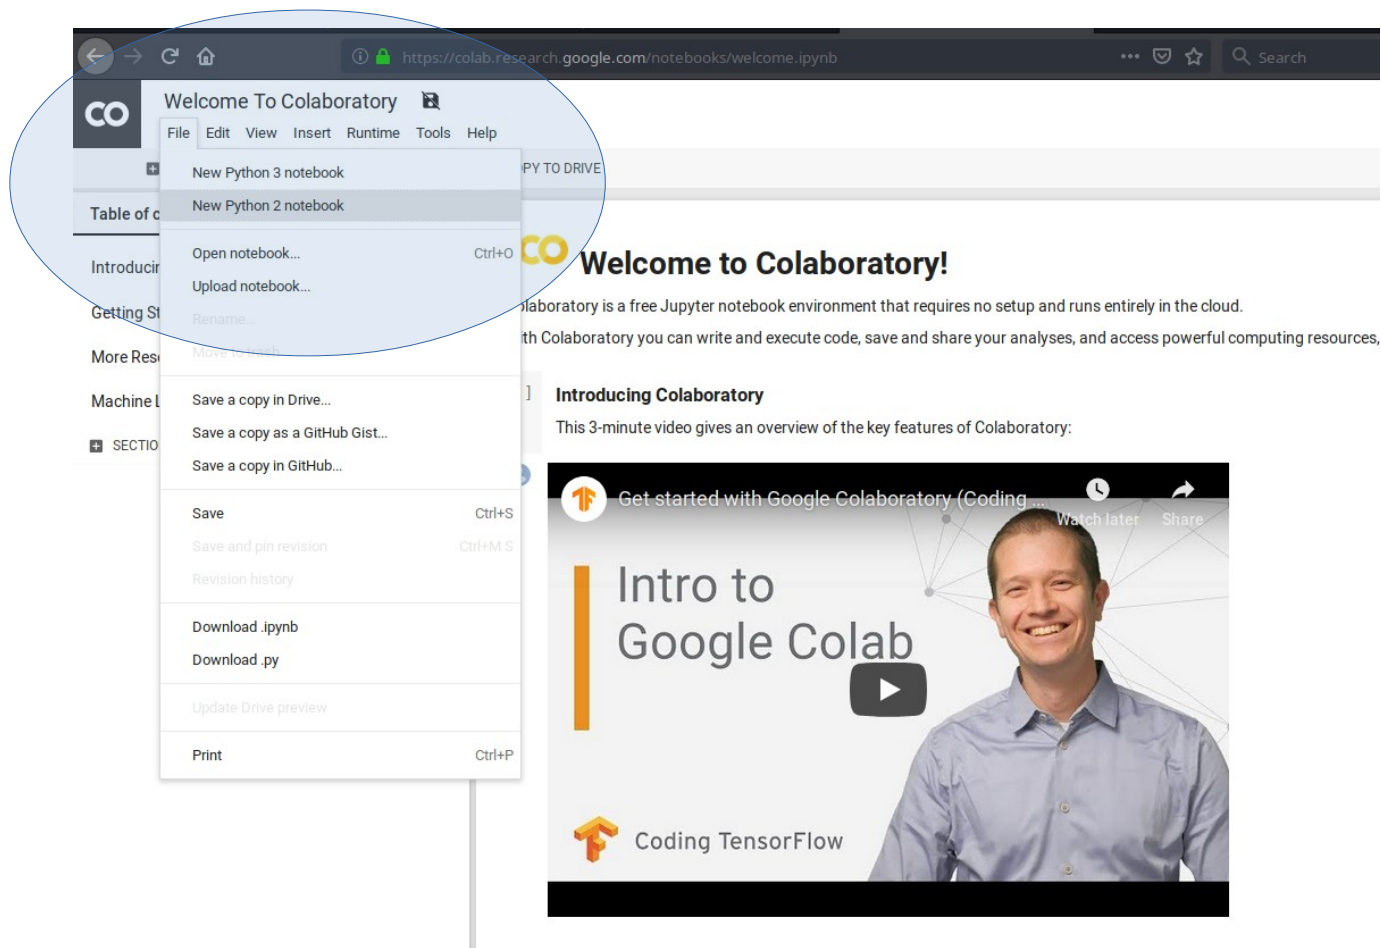 https://colab.research.google.com/notebooks/welcome.ipynb
Search
CO
Welcome To Colaboratory
File Edit View Insert Runtime Tools Help
PY TO DRIVE
New Python 3 notebook
New Python 2 notebook
Open notebook... Ctrl+O
Upload notebook...
Rename...
Move to trash
Save a copy in Drive...
Save a copy as a GitHub Gist...
Save a copy in GitHub...
Save Ctrl+S
Save and pin revision Ctrl+M S
Revision history
Download .ipynb
Download .py
Update Drive preview
Print Ctrl+P
Table of c
Introducin
Getting St
More Reso
Machine L
SECTIO
CO
Welcome to Colaboratory!
olaboratory is a free Jupyter notebook environment that requires no setup and runs entirely in the cloud.
ith Colaboratory you can write and execute code, save and share your analyses, and access powerful computing resources,
]
Introducing Colaboratory
This 3-minute video gives an overview of the key features of Colaboratory:
Get started with Google Colaboratory (Coding ...
Watch later Share
Intro to
Google Colab
Coding TensorFlow